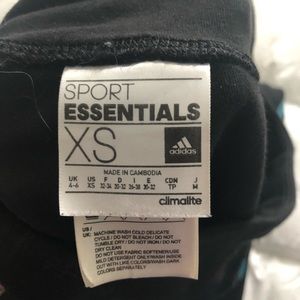 SPORT
ESSENTIALS
XS
adidas
MADE IN CAMBODIA
UK US F D I E CDN J
4-6 XS 32-34 30-32 36-38 30-32 TP M
climalite
US/ MACHINE WASH COLD DELICATE
UK CYCLE / DO NOT BLEACH / DO NOT
TUMBLE DRY / DO NOT IRON / DO NOT
DRY CLEAN
DO NOT USE FABRIC SOFTENER/USE
MILD DETERGENT ONLY/WASH INSIDE
OUT WITH LIKE COLORS/WASH DARK
COLORS SEPARATELY